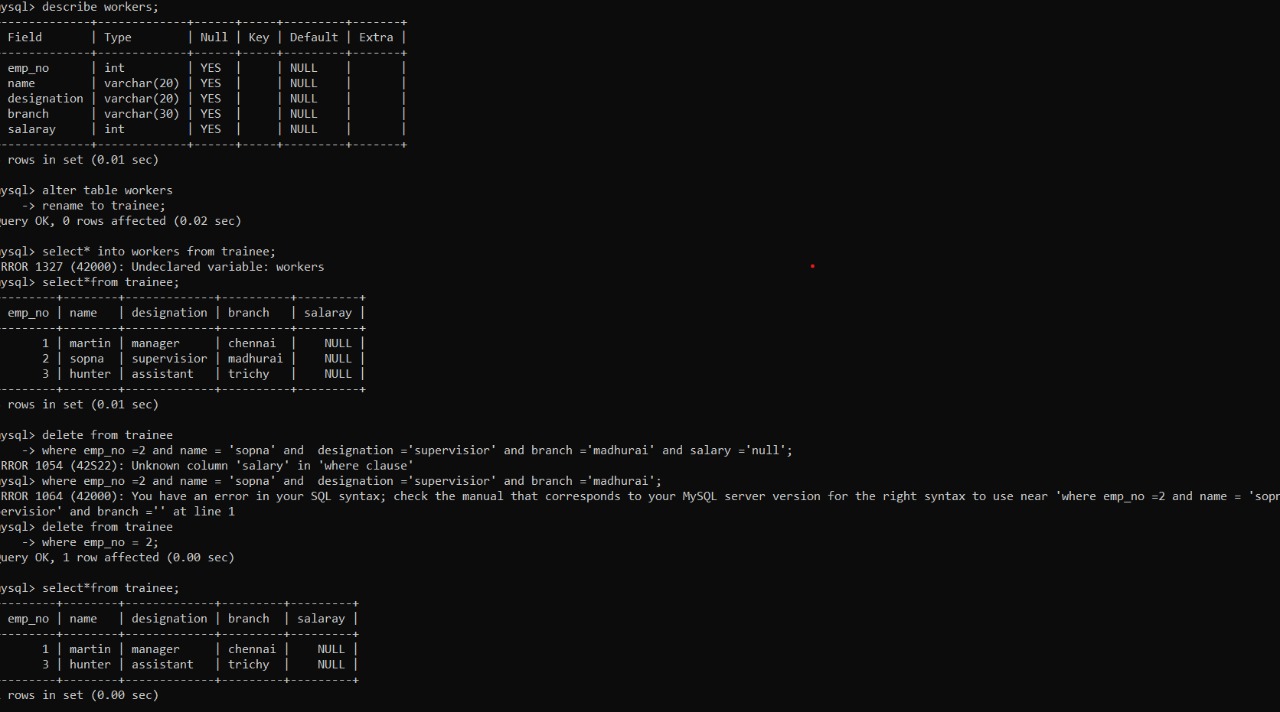 ysql> describe workers;
---------------+-------------+------+-----+---------+-------+
Field       | Type        | Null | Key | Default | Extra |
---------------+-------------+------+-----+---------+-------+
emp_no      | int         | YES  |     | NULL    |       |
name        | varchar(20) | YES  |     | NULL    |       |
designation | varchar(20) | YES  |     | NULL    |       |
branch      | varchar(30) | YES  |     | NULL    |       |
salaray     | int         | YES  |     | NULL    |       |
---------------+-------------+------+-----+---------+-------+
rows in set (0.01 sec)
ysql> alter table workers
-> rename to trainee;
uery OK, 0 rows affected (0.02 sec)
ysql> select* into workers from trainee;
RROR 1327 (42000): Undeclared variable: workers
ysql> select*from trainee;
--------+--------+-------------+----------+---------+
emp_no | name   | designation | branch   | salaray |
--------+--------+-------------+----------+---------+
1 | martin | manager     | chennai  |    NULL |
2 | sopna  | supervisior | madhurai |    NULL |
3 | hunter | assistant   | trichy   |    NULL |
--------+--------+-------------+----------+---------+
rows in set (0.01 sec)
ysql> delete from trainee
-> where emp_no =2 and name = 'sopna' and  designation ='supervisior' and branch ='madhurai' and salary ='null';
RROR 1054 (42S22): Unknown column 'salary' in 'where clause'
ysql> where emp_no =2 and name = 'sopna' and  designation ='supervisior' and branch ='madhurai';
RROR 1064 (42000): You have an error in your SQL syntax; check the manual that corresponds to your MySQL server version for the right syntax to use near 'where emp_no =2 and name = 'sopn
ervisior' and branch ='' at line 1
ysql> delete from trainee
-> where emp_no = 2;
uery OK, 1 row affected (0.00 sec)
ysql> select*from trainee;
--------+--------+-------------+---------+---------+
emp_no | name   | designation | branch  | salaray |
--------+--------+-------------+---------+---------+
1 | martin | manager     | chennai |    NULL |
3 | hunter | assistant   | trichy  |    NULL |
--------+--------+-------------+---------+---------+
rows in set (0.00 sec)